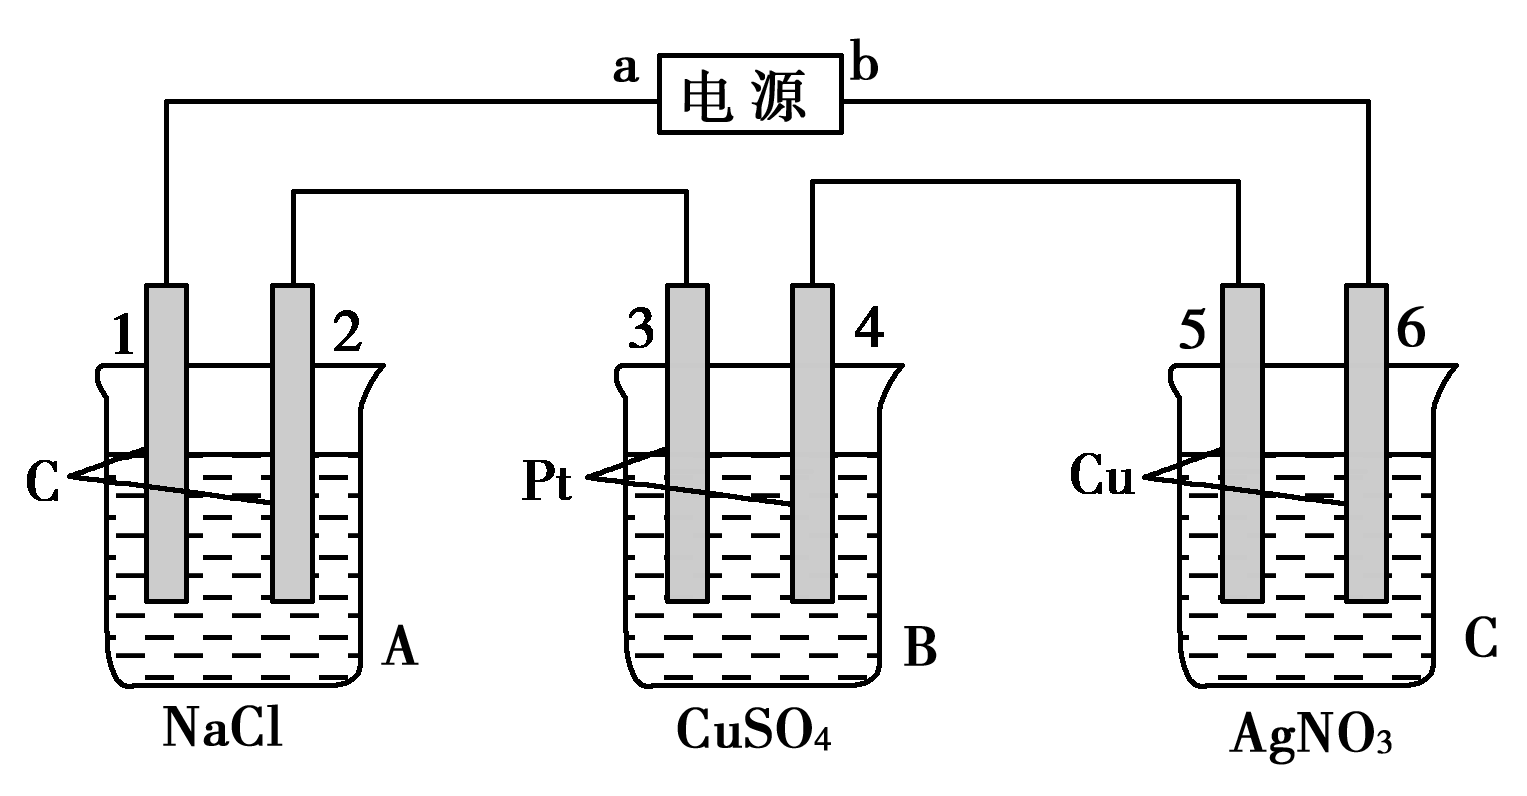 a 电源 b
1 2 3 4 5 6
C Pt Cu
A B C
NaCl CuSO₄ AgNO₃